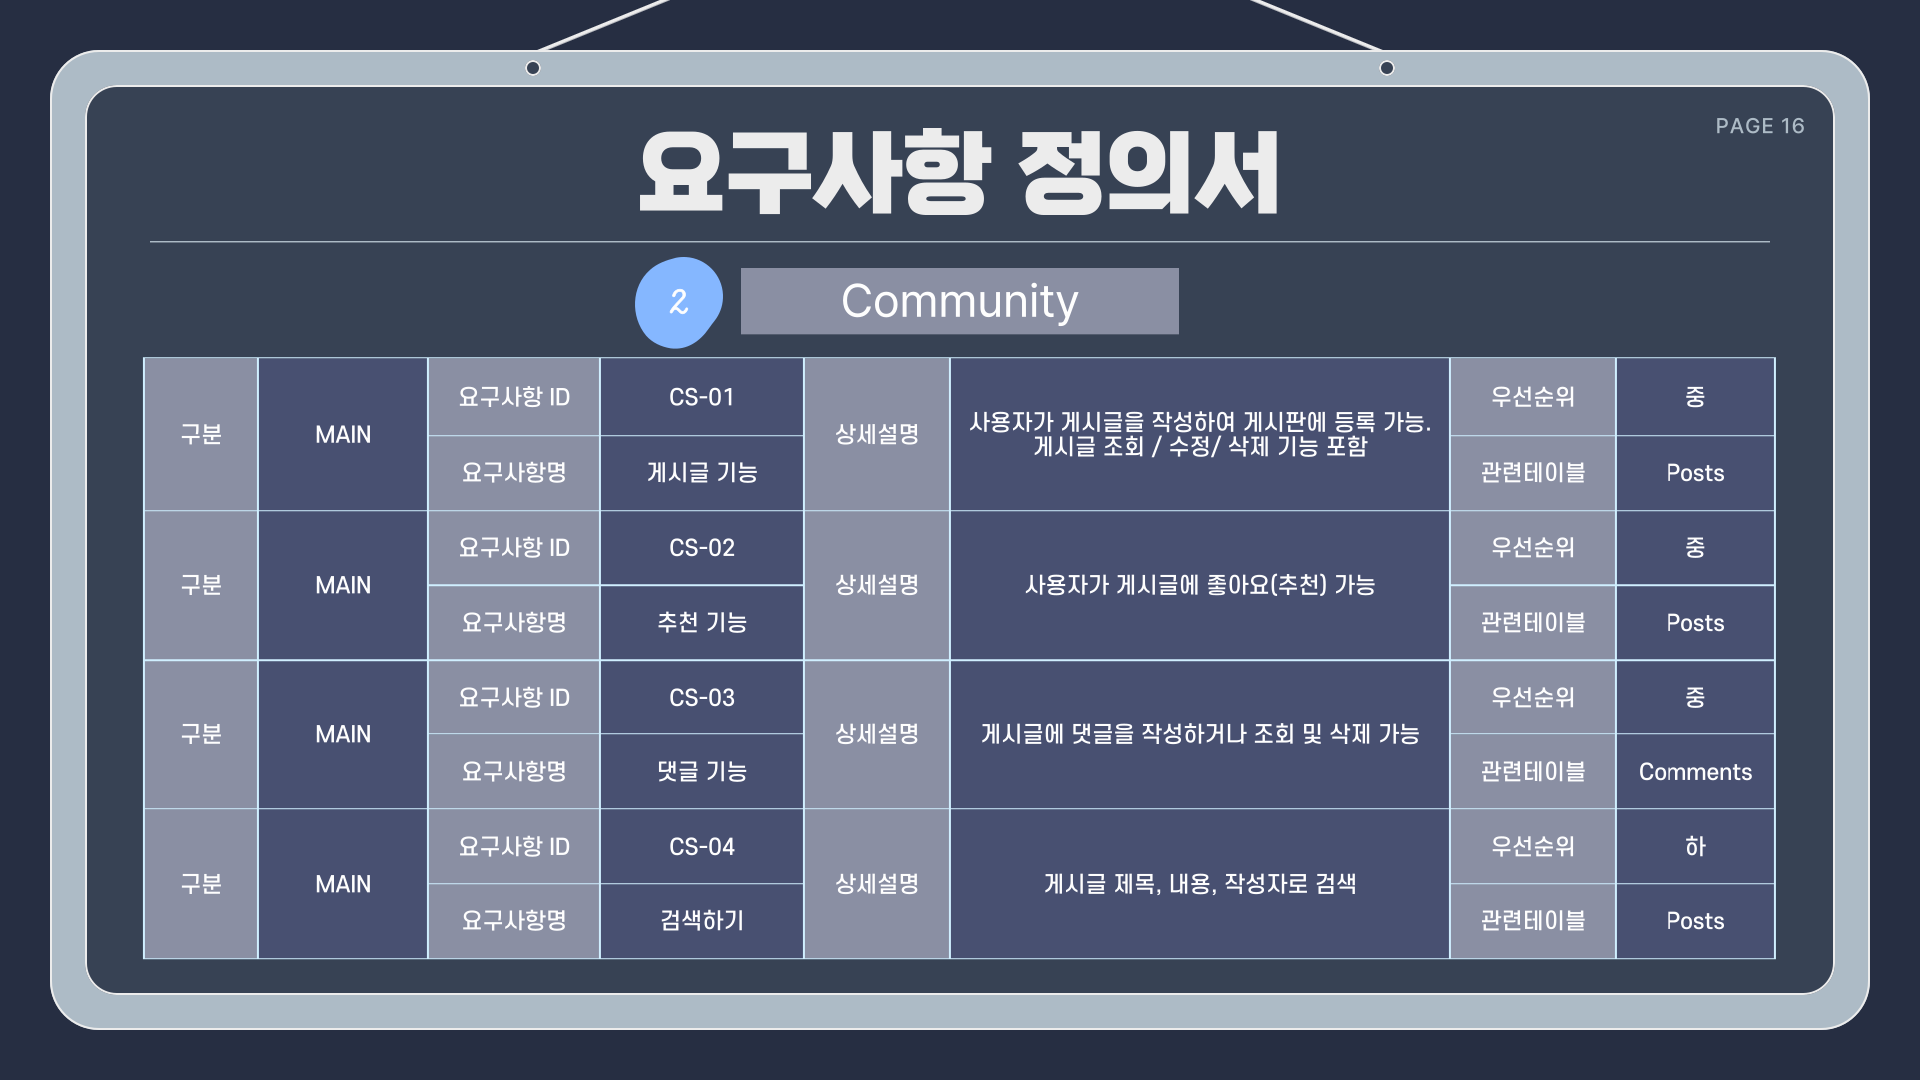 PAGE 16
요구사항 정의서
2
Community
구분
MAIN
요구사항 ID
CS-01
상세설명
사용자가 게시글을 작성하여 게시판에 등록 가능.
게시글 조회 / 수정/ 삭제 기능 포함
우선순위
중
요구사항명
게시글 기능
관련테이블
Posts
구분
MAIN
요구사항 ID
CS-02
상세설명
사용자가 게시글에 좋아요(추천) 가능
우선순위
중
요구사항명
추천 기능
관련테이블
Posts
구분
MAIN
요구사항 ID
CS-03
상세설명
게시글에 댓글을 작성하거나 조회 및 삭제 가능
우선순위
중
요구사항명
댓글 기능
관련테이블
Comments
구분
MAIN
요구사항 ID
CS-04
상세설명
게시글 제목, 내용, 작성자로 검색
우선순위
하
요구사항명
검색하기
관련테이블
Posts